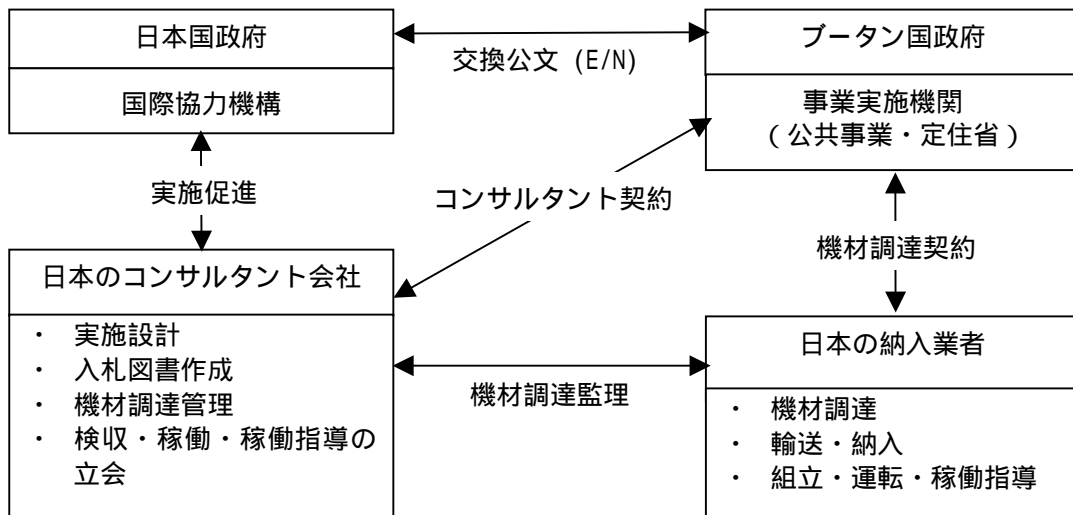 日本国政府
国際協力機構
交換公文 (E/N)
ブータン国政府
事業実施機関
(公共事業・定住省)
実施促進
コンサルタント契約
機材調達契約
日本のコンサルタント会社
・ 実施設計
・ 入札図書作成
・ 機材調達管理
・ 検収・稼働・稼働指導の
立会
機材調達監理
日本の納入業者
・ 機材調達
・ 輸送・納入
・ 組立・運転・稼働指導